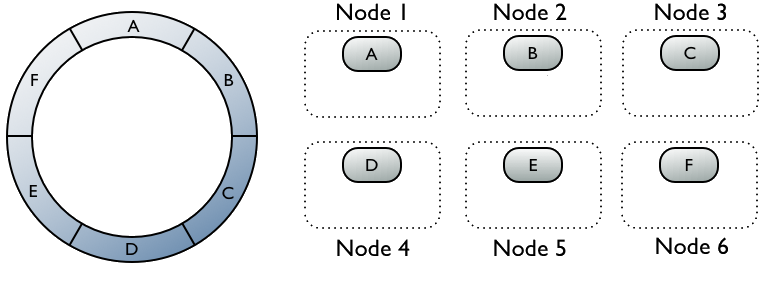 A
B
C
D
E
F
Node 1 Node 2 Node 3
A B C
D E F
Node 4 Node 5 Node 6